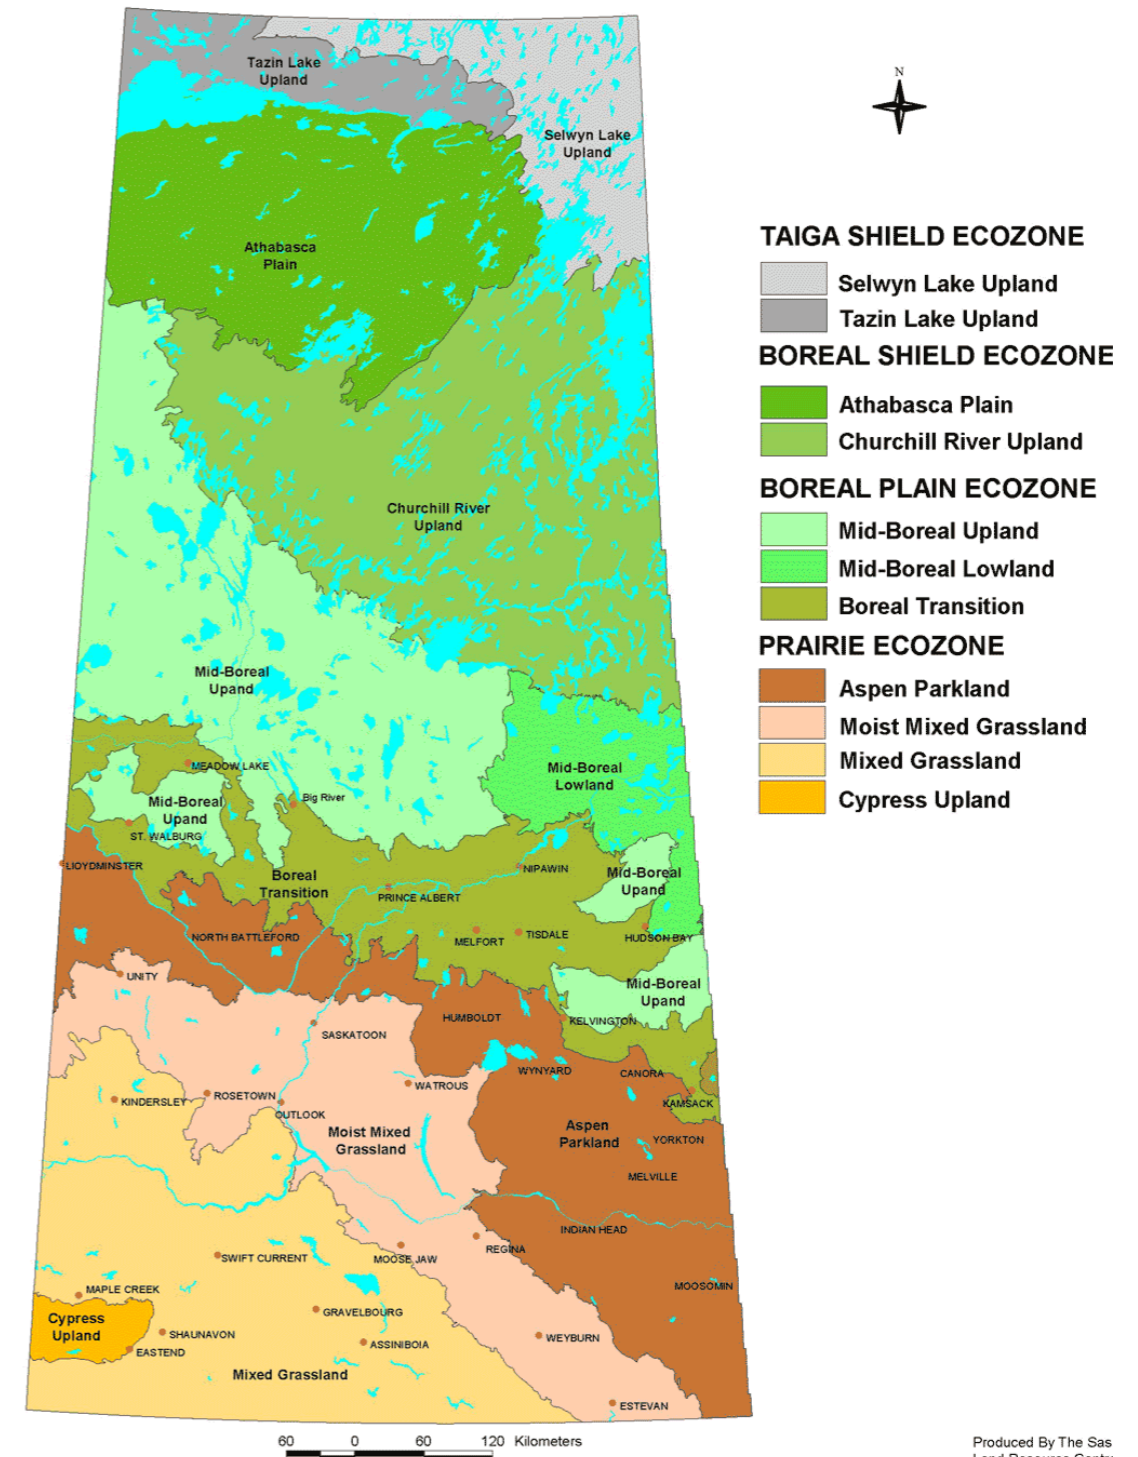 N
Tazin Lake
Upland
Selwyn Lake
Upland
Athabasca
Plain
Churchill River
Upland
Mid-Boreal
Upand
MEADOW LAKE
Big River
Mid-Boreal
Upand
ST. WALBURG
Mid-Boreal
Lowland
LIOYDMINSTER
Boreal
Transition
NIPAWIN
Mid-Boreal
Upand
PRINCE ALBERT
NORTH BATTLEFORD
MELFORT
TISDALE
HUDSON BAY
UNITY
Mid-Boreal
Upand
HUMBOLDT
KELVINGTON
SASKATOON
WYNYARD
CANORA
WATROUS
KINDERSLEY
ROSETOWN
OUTLOOK
KAMSACK
Moist Mixed
Grassland
Aspen
Parkland
YORKTON
MELVILLE
INDIAN HEAD
REGINA
SWIFT CURRENT
MOOSE JAW
MOOSOMIN
MAPLE CREEK
Cypress
Upland
GRAVELBOURG
SHAUNAVON
EASTEND
ASSINIBOIA
WEYBURN
Mixed Grassland
ESTEVAN
TAIGA SHIELD ECOZONE
Selwyn Lake Upland
Tazin Lake Upland
BOREAL SHIELD ECOZONE
Athabasca Plain
Churchill River Upland
BOREAL PLAIN ECOZONE
Mid-Boreal Upland
Mid-Boreal Lowland
Boreal Transition
PRAIRIE ECOZONE
Aspen Parkland
Moist Mixed Grassland
Mixed Grassland
Cypress Upland
60 0 60 120 Kilometers
Produced By The Sas